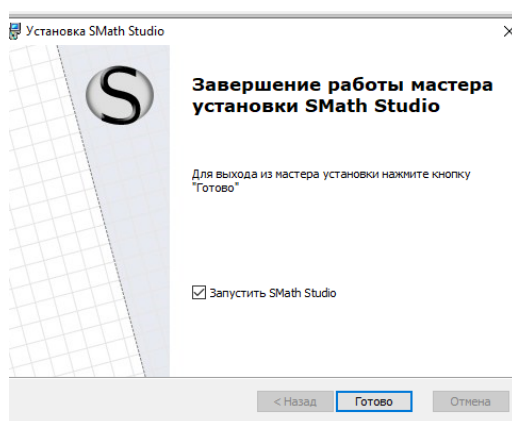 Установка SMath Studio
S
Завершение работы мастера
установки SMath Studio
Для выхода из мастера установки нажмите кнопку
"Готово"
Запустить SMath Studio
< Назад
Готово
Отмена